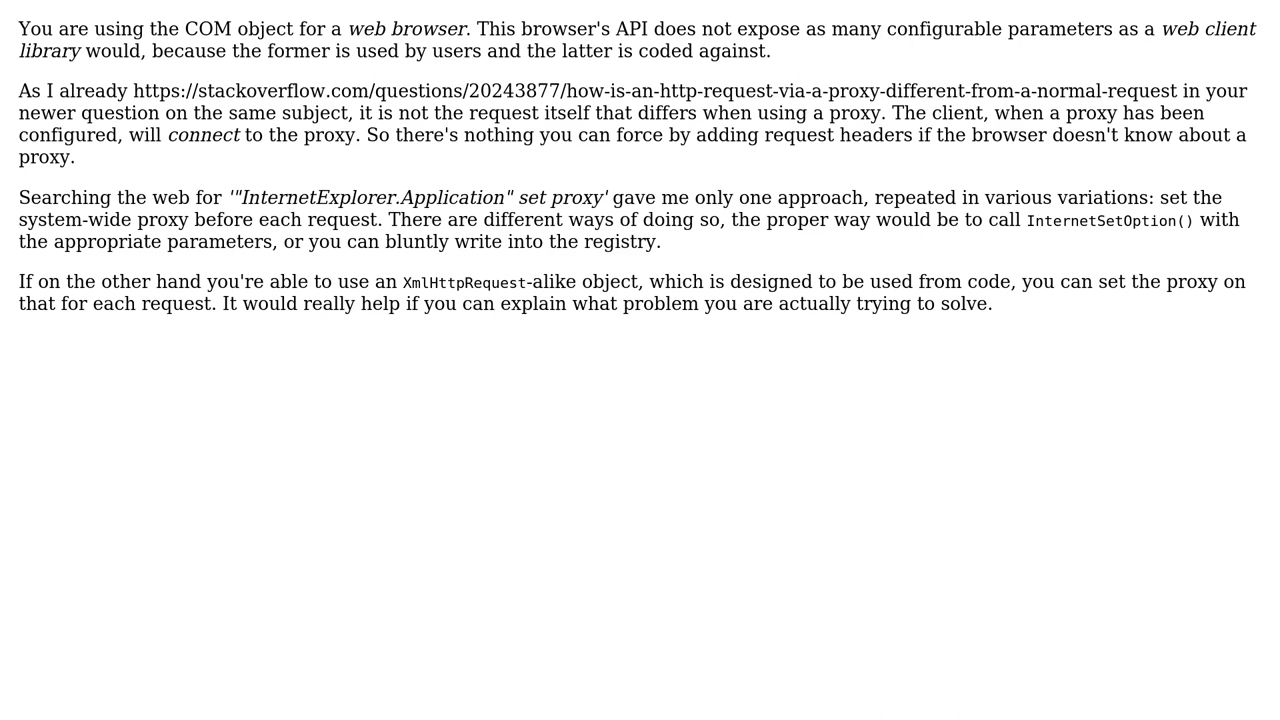 You are using the COM object for a web browser. This browser's API does not expose as many configurable parameters as a web client
library would, because the former is used by users and the latter is coded against.
As I already https://stackoverflow.com/questions/20243877/how-is-an-http-request-via-a-proxy-different-from-a-normal-request in your
newer question on the same subject, it is not the request itself that differs when using a proxy. The client, when a proxy has been
configured, will connect to the proxy. So there's nothing you can force by adding request headers if the browser doesn't know about a
proxy.
Searching the web for '"InternetExplorer.Application" set proxy' gave me only one approach, repeated in various variations: set the
system-wide proxy before each request. There are different ways of doing so, the proper way would be to call InternetSetOption() with
the appropriate parameters, or you can bluntly write into the registry.
If on the other hand you're able to use an XmlHttpRequest-alike object, which is designed to be used from code, you can set the proxy on
that for each request. It would really help if you can explain what problem you are actually trying to solve.